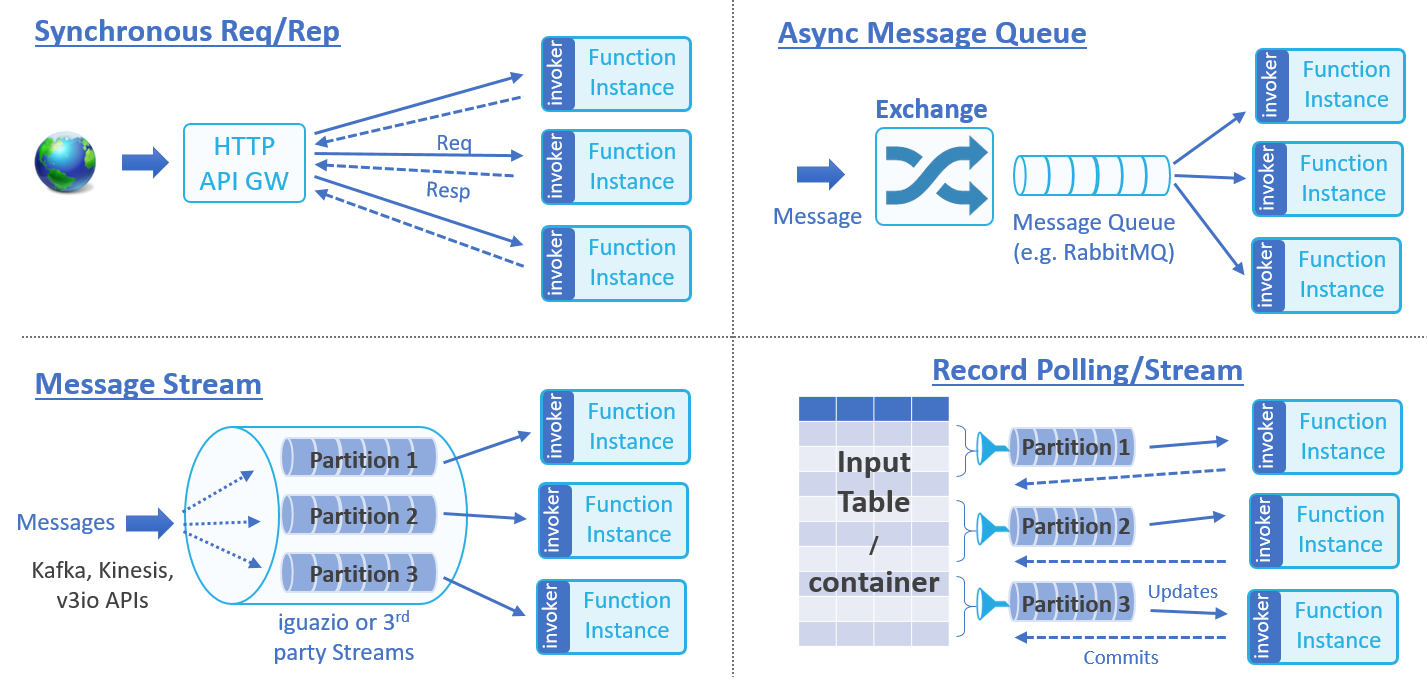 Synchronous Req/Rep
HTTP
API GW
Req
Resp
invoker
Function
Instance
invoker
Function
Instance
invoker
Function
Instance
Async Message Queue
Message
Exchange
Message Queue
(e.g. RabbitMQ)
invoker
Function
Instance
invoker
Function
Instance
invoker
Function
Instance
Message Stream
Messages
Kafka, Kinesis,
v3io APIs
Partition 1
Partition 2
Partition 3
iguazio or 3rd
party Streams
invoker
Function
Instance
invoker
Function
Instance
invoker
Function
Instance
Record Polling/Stream
Input
Table
/
container
Partition 1
Partition 2
Partition 3
Updates
Commits
invoker
Function
Instance
invoker
Function
Instance
invoker
Function
Instance